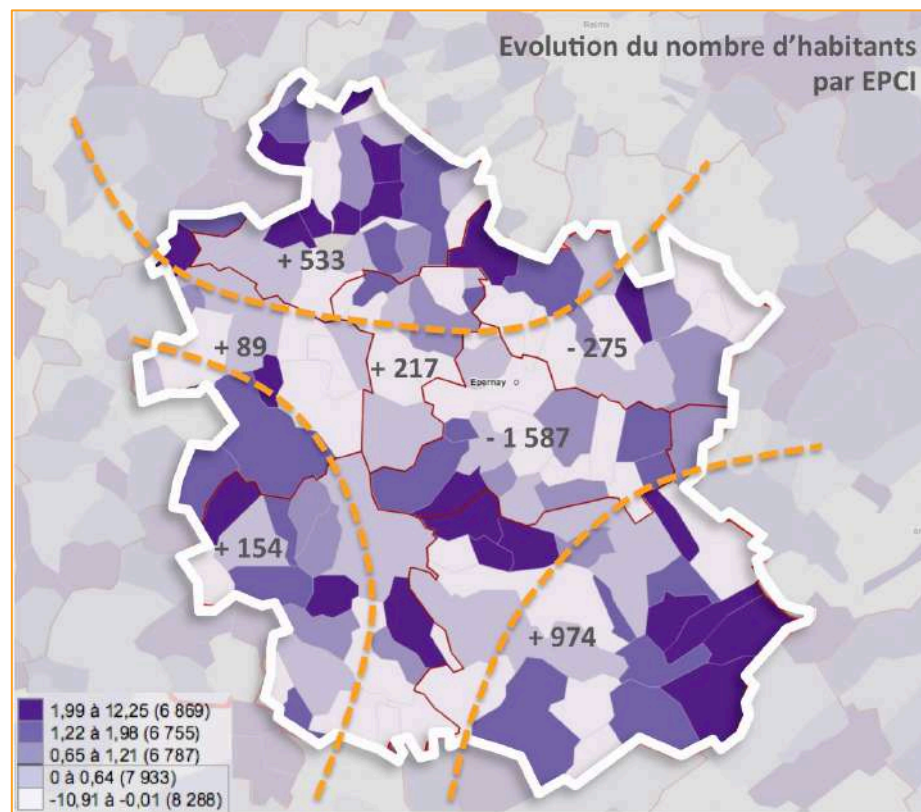 Reims
Evolution du nombre d’habitants
par EPCI
+ 533
+ 89
+ 217
- 275
Epernay
- 1 587
+ 154
+ 974
1,99 à 12,25 (6 869)
1,22 à 1,98 (6 755)
0,65 à 1,21 (6 787)
0 à 0,64 (7 933)
-10,91 à -0,01 (8 288)